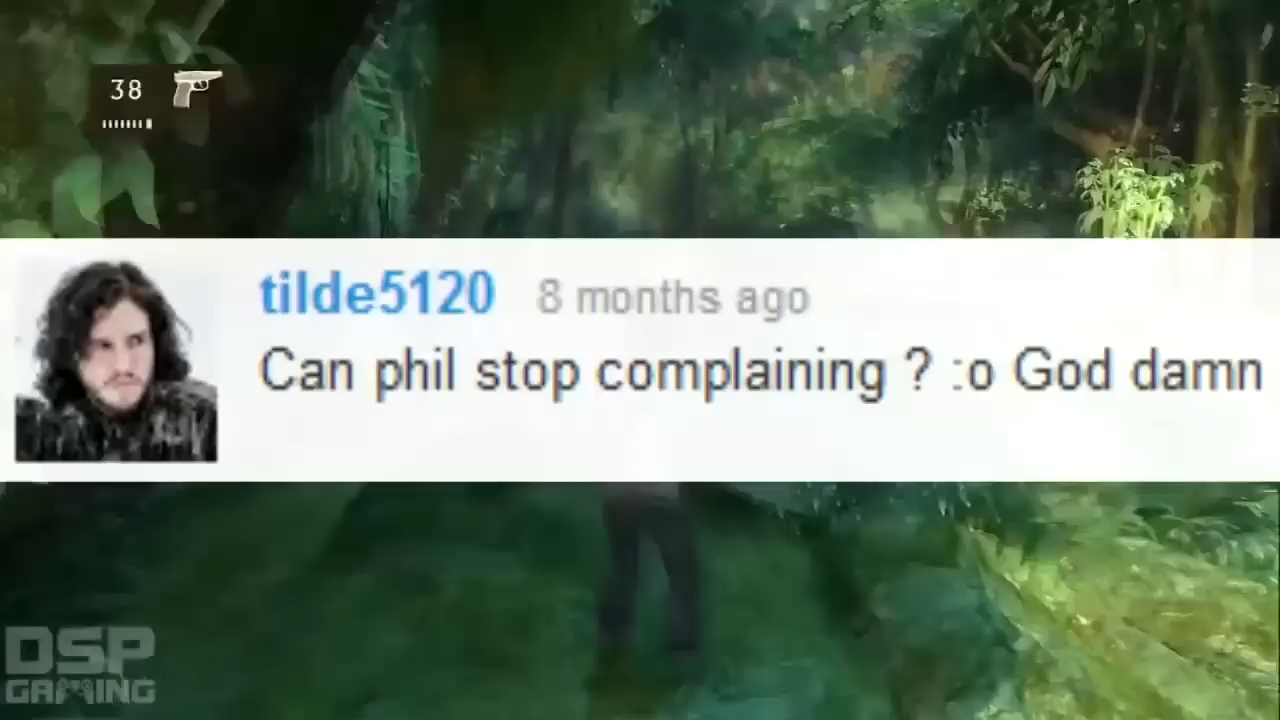 38
tilde5120 8 months ago
Can phil stop complaining ? :o God damn
DSP
GAMING